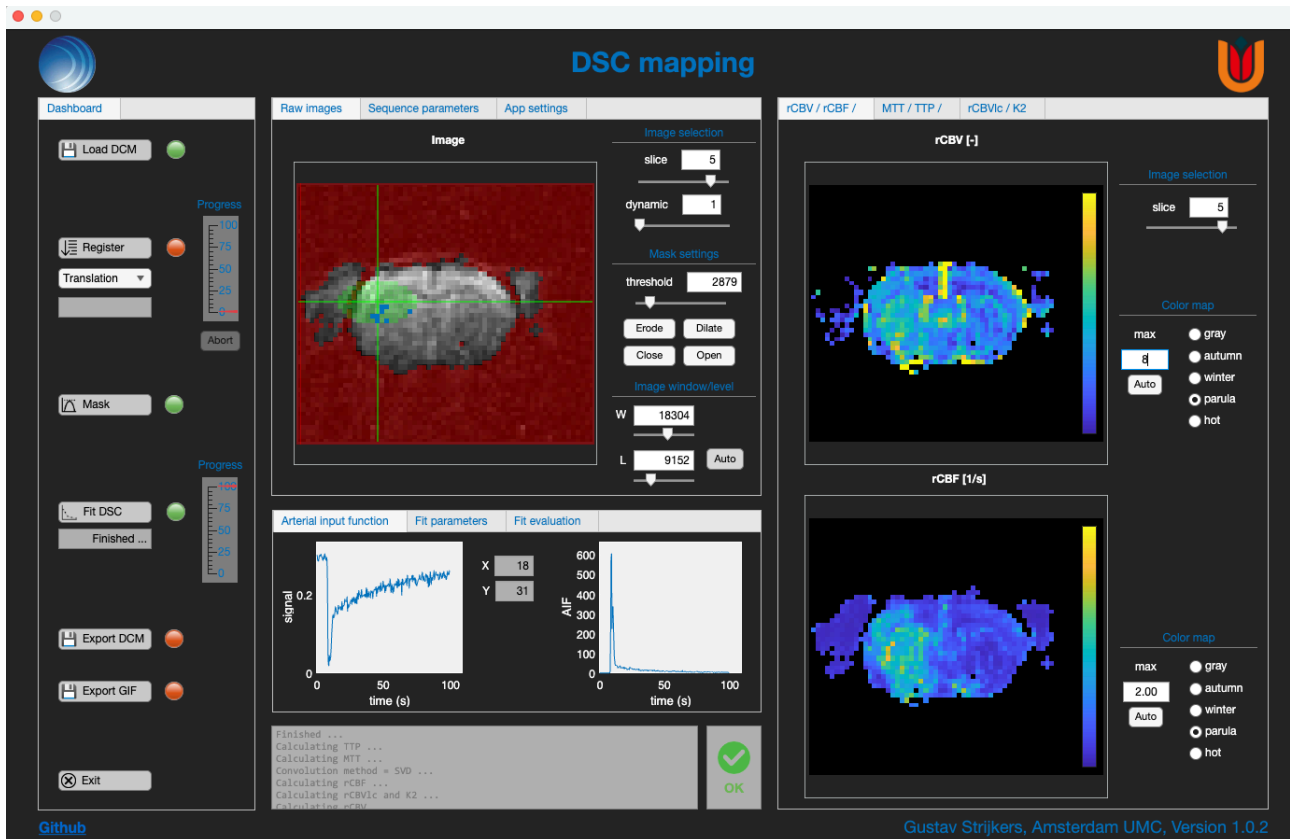 DSC mapping
Dashboard
Load DCM
Progress
100
75
50
25
0
Register
Translation
Abort
Mask
Progress
100
75
50
25
0
Fit DSC
Finished ...
Export DCM
Export GIF
Exit
Github
Raw images Sequence parameters App settings
Image
Image selection
slice 5
dynamic 1
Mask settings
threshold 2879
Erode Dilate
Close Open
Image window/level
W 18304
L 9152 Auto
Arterial input function Fit parameters Fit evaluation
signal
0.2
0
0 50 100
time (s)
X 18
Y 31
AIF
600
500
400
300
200
100
0
0 50 100
time (s)
Finished ...
Calculating TTP ...
Calculating MTT ...
Convolution method = SVD ...
Calculating rCBF ...
Calculating rCBVlc and K2 ...
Calculating rCBV
OK
rCBV / rCBF / MTT / TTP / rCBVlc / K2
rCBV [-]
Image selection
slice 5
Color map
max
8
Auto
gray
autumn
winter
parula
hot
rCBF [1/s]
Color map
max
2.00
Auto
gray
autumn
winter
parula
hot
Gustav Strijkers, Amsterdam UMC, Version 1.0.2